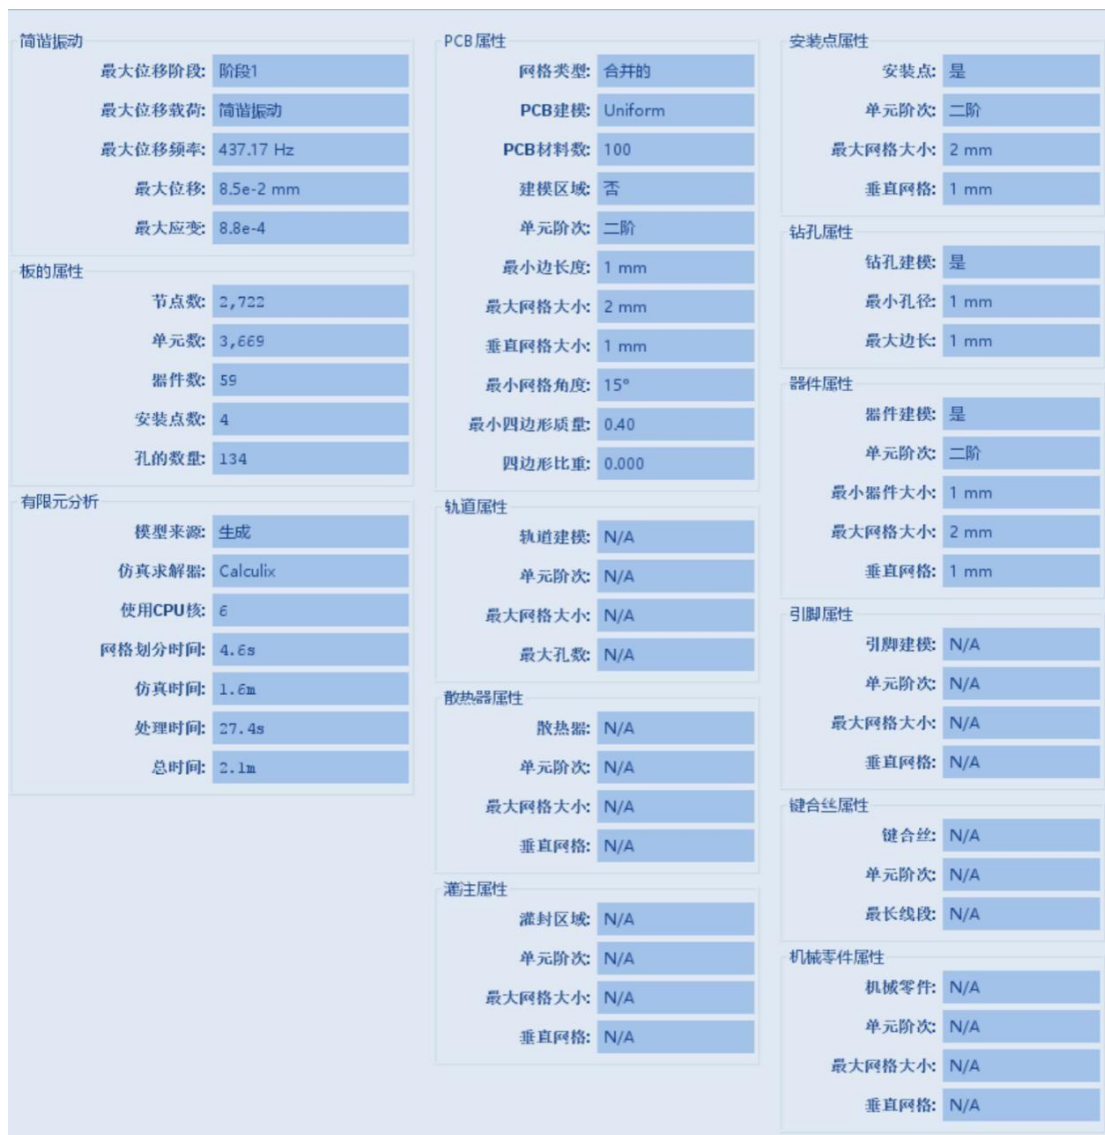 简谐振动
最大位移阶段: 阶段1
最大位移载荷: 简谐振动
最大位移频率: 437.17 Hz
最大位移: 8.5e-2 mm
最大应变: 8.8e-4
板的属性
节点数: 2,722
单元数: 3,669
器件数: 59
安装点数: 4
孔的数量: 134
有限元分析
模型来源: 生成
仿真求解器: Calculix
使用CPU核: 6
网格划分时间: 4.6s
仿真时间: 1.6m
处理时间: 27.4s
总时间: 2.1m
PCB属性
网格类型: 合并的
PCB建模: Uniform
PCB材料数: 100
建模区域: 否
单元阶次: 二阶
最小边长度: 1 mm
最大网格大小: 2 mm
垂直网格大小: 1 mm
最小网格角度: 15°
最小四边形质量: 0.40
四边形比重: 0.000
轨道属性
轨道建模: N/A
单元阶次: N/A
最大网格大小: N/A
最大孔数: N/A
散热器属性
散热器: N/A
单元阶次: N/A
最大网格大小: N/A
垂直网格: N/A
灌注属性
灌封区域: N/A
单元阶次: N/A
最大网格大小: N/A
垂直网格: N/A
安装点属性
安装点: 是
单元阶次: 二阶
最大网格大小: 2 mm
垂直网格: 1 mm
钻孔属性
钻孔建模: 是
最小孔径: 1 mm
最大边长: 1 mm
器件属性
器件建模: 是
单元阶次: 二阶
最小器件大小: 1 mm
最大网格大小: 2 mm
垂直网格: 1 mm
引脚属性
引脚建模: N/A
单元阶次: N/A
最大网格大小: N/A
垂直网格: N/A
键合丝属性
键合丝: N/A
单元阶次: N/A
最长线段: N/A
机械零件属性
机械零件: N/A
单元阶次: N/A
最大网格大小: N/A
垂直网格: N/A